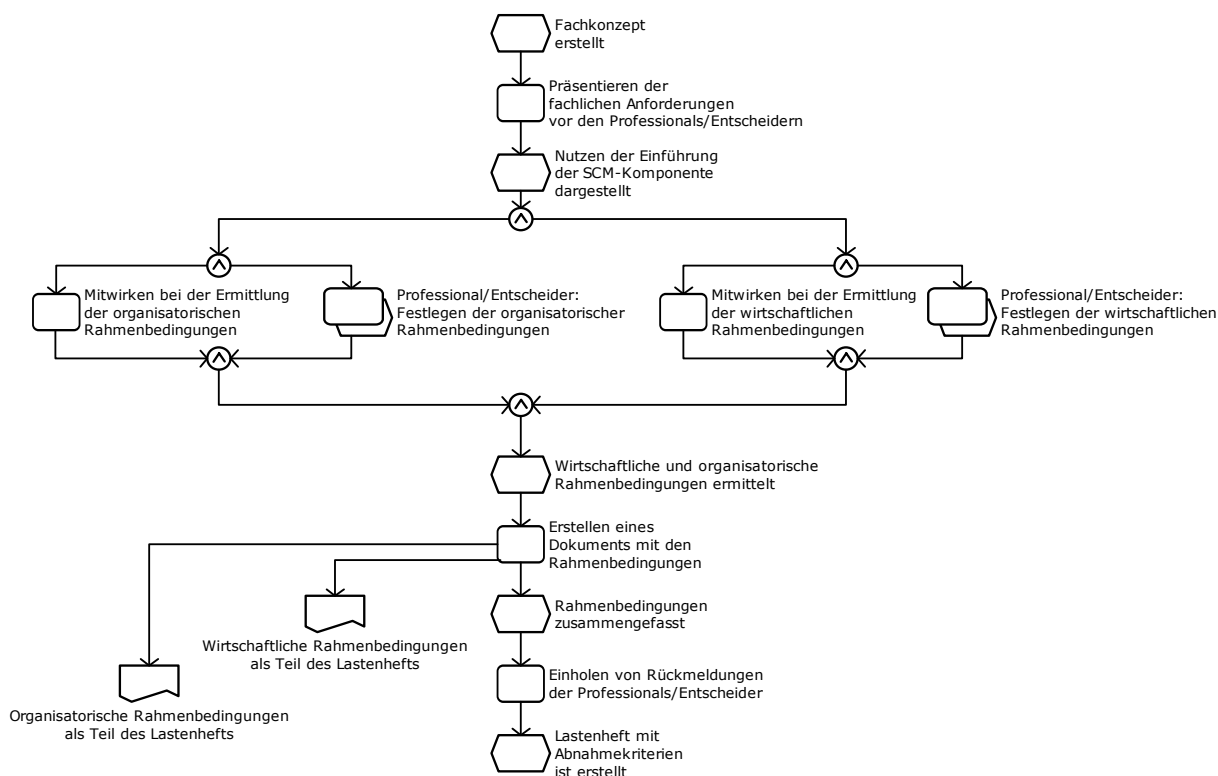 Fachkonzept
erstellt
Präsentieren der
fachlichen Anforderungen
vor den Professionals/Entscheidern
Nutzen der Einführung
der SCM-Komponente
dargestellt
Mitwirken bei der Ermittlung
der organisatorischen
Rahmenbedingungen
Professional/Entscheider:
Festlegen der organisatorischer
Rahmenbedingungen
Mitwirken bei der Ermittlung
der wirtschaftlichen
Rahmenbedingungen
Professional/Entscheider:
Festlegen der wirtschaftlichen
Rahmenbedingungen
Wirtschaftliche und organisatorische
Rahmenbedingungen ermittelt
Erstellen eines
Dokuments mit den
Rahmenbedingungen
Wirtschaftliche Rahmenbedingungen
als Teil des Lastenhefts
Organisatorische Rahmenbedingungen
als Teil des Lastenhefts
Rahmenbedingungen
zusammengefasst
Einholen von Rückmeldungen
der Professionals/Entscheider
Lastenheft mit
Abnahmekriterien
ist erstellt